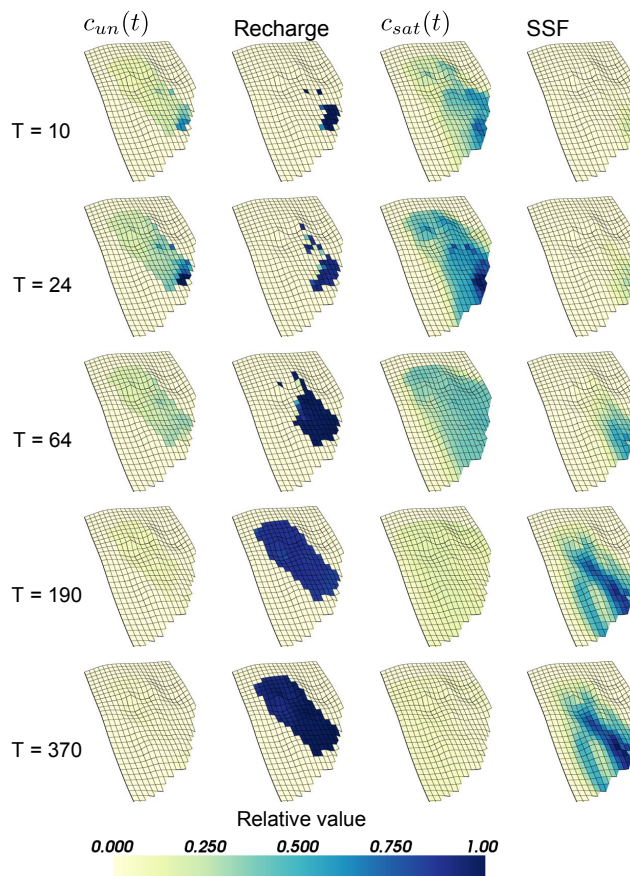 c_un(t) Recharge c_sat(t) SSF
T = 10
T = 24
T = 64
T = 190
T = 370
Relative value
0.000 0.250 0.500 0.750 1.00